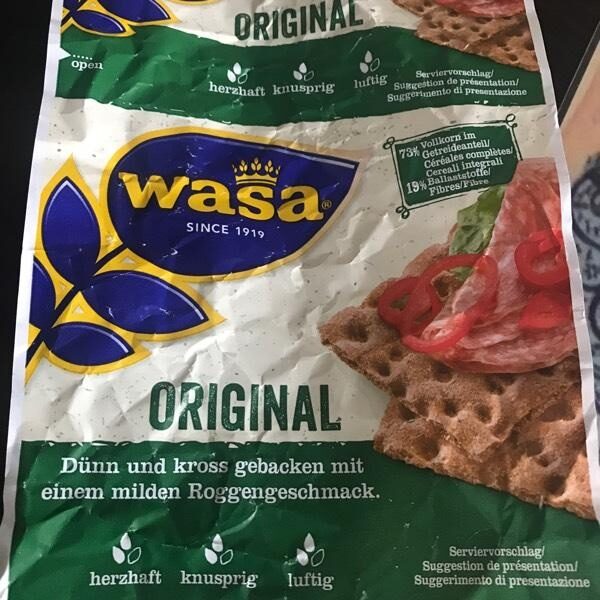 ORIGINAL
open
herzhaft knusprig luftig
Serviervorschlag/
Suggestion de présentation/
Suggerimento di presentazione
wasa®
SINCE 1919
73% Vollkorn im
Getreideanteil/
Céréales complètes/
Cereali integrali
19% Ballaststoffe/
Fibres/Fibre
ORIGINAL
Dünn und kross gebacken mit
einem milden Roggengeschmack.
herzhaft knusprig luftig
Serviervorschlag/
Suggestion de présentation/
Suggerimento di presentazione